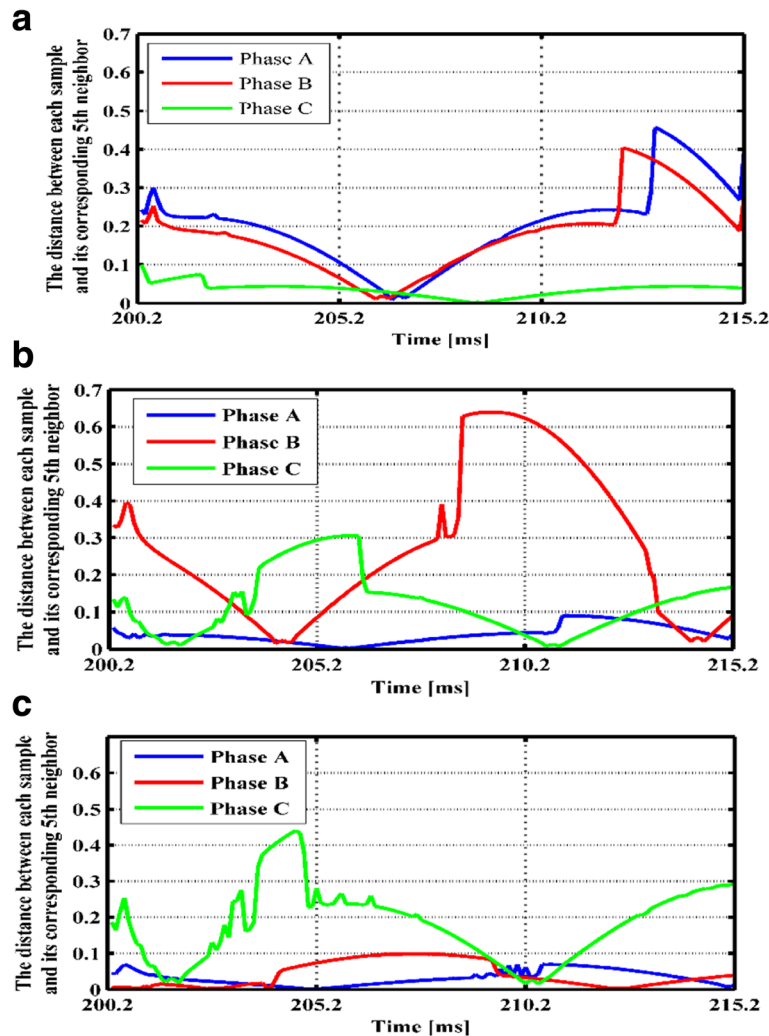 a
The distance between each sample
and its corresponding 5th neighbor
0.7
0.6
0.5
0.4
0.3
0.2
0.1
0
Phase A
Phase B
Phase C
200.2 205.2 210.2 215.2
Time [ms]
b
The distance between each sample
and its corresponding 5th neighbor
0.7
0.6
0.5
0.4
0.3
0.2
0.1
0
Phase A
Phase B
Phase C
200.2 205.2 210.2 215.2
Time [ms]
c
The distance between each sample
and its corresponding 5th neighbor
0.6
0.5
0.4
0.3
0.2
0.1
0
Phase A
Phase B
Phase C
200.2 205.2 210.2 215.2
Time [ms]